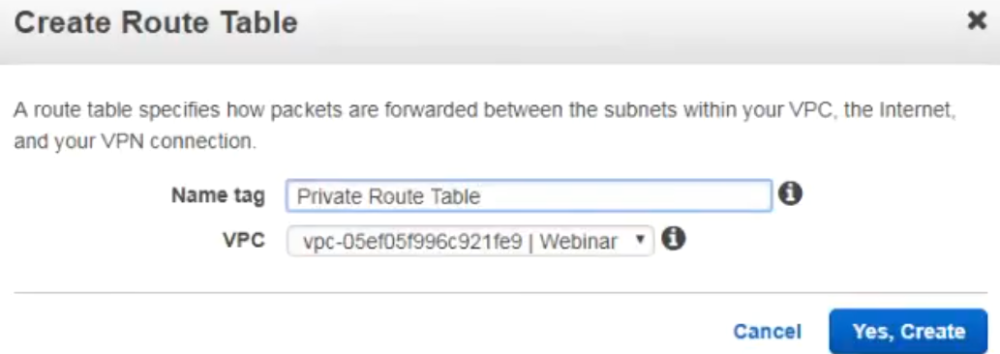 Create Route Table
A route table specifies how packets are forwarded between the subnets within your VPC, the Internet,
and your VPN connection.
Name tag Private Route Table
VPC vpc-05ef05f996c921fe9 | Webinar
Cancel Yes, Create